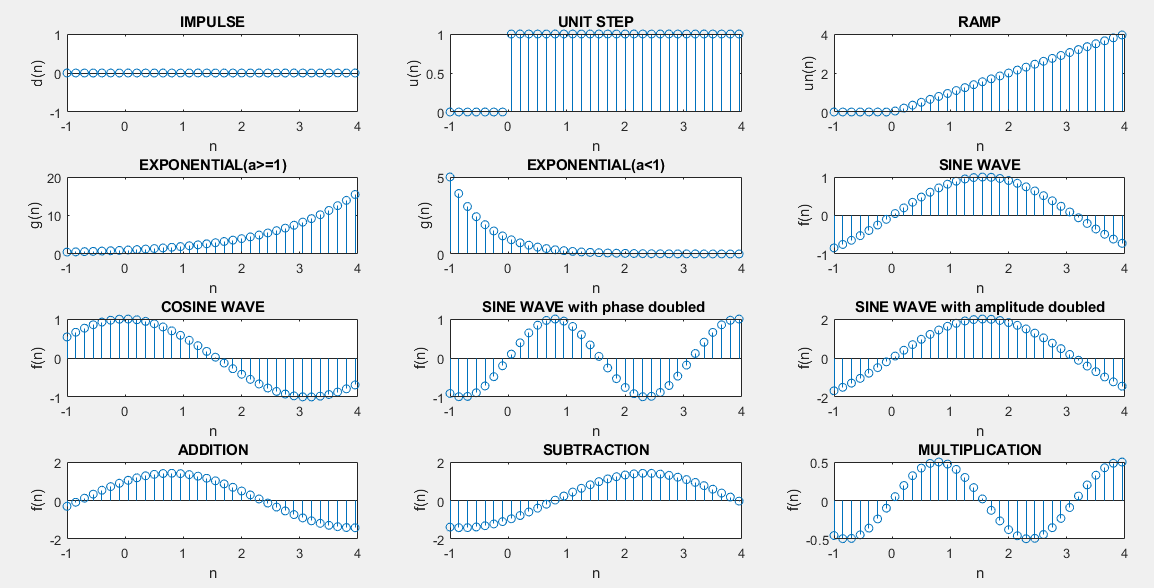 IMPULSE
1
0
-1
d(n)
-1 0 1 2 3 4
n
UNIT STEP
1
0.5
0
u(n)
-1 0 1 2 3 4
n
RAMP
4
2
0
un(n)
-1 0 1 2 3 4
n
EXPONENTIAL(a>=1)
20
10
0
g(n)
-1 0 1 2 3 4
n
EXPONENTIAL(a<1)
5
0
g(n)
-1 0 1 2 3 4
n
SINE WAVE
1
0
-1
f(n)
-1 0 1 2 3 4
n
COSINE WAVE
1
0
-1
f(n)
-1 0 1 2 3 4
n
SINE WAVE with phase doubled
1
0
-1
f(n)
-1 0 1 2 3 4
n
SINE WAVE with amplitude doubled
2
0
-2
f(n)
-1 0 1 2 3 4
n
ADDITION
2
0
-2
f(n)
-1 0 1 2 3 4
n
SUBTRACTION
2
0
-2
f(n)
-1 0 1 2 3 4
n
MULTIPLICATION
0.5
0
-0.5
f(n)
-1 0 1 2 3 4
n